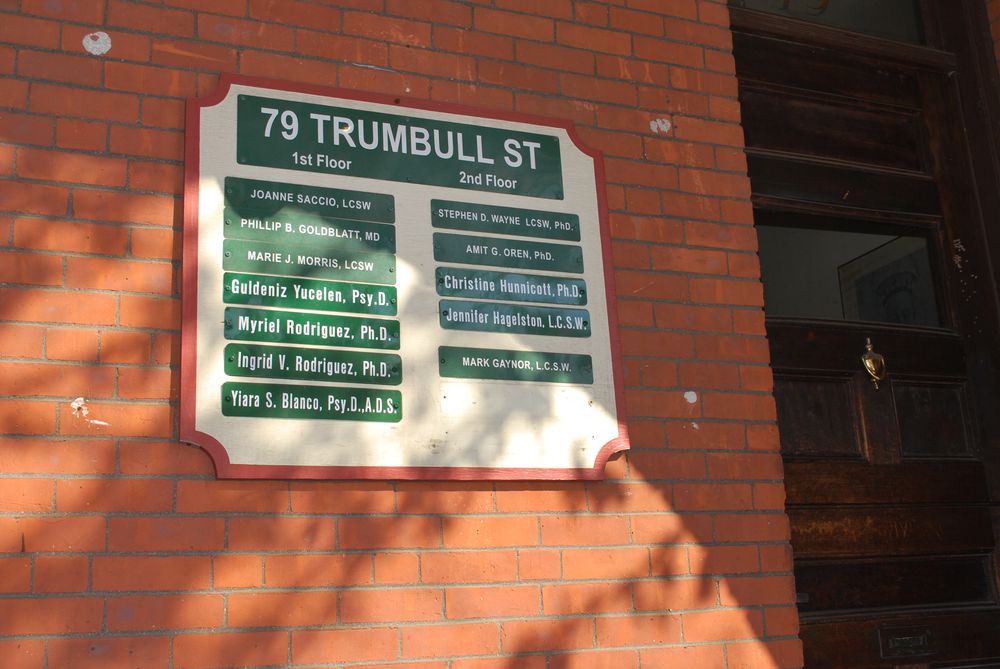 79 TRUMBULL ST
1st Floor
2nd Floor
JOANNE SACCIO, LCSW
PHILLIP B. GOLDBLATT, MD
MARIE J. MORRIS, LCSW
Guldeniz Yucelen, Psy.D.
Myriel Rodriguez, Ph.D.
Ingrid V. Rodriguez, Ph.D.
Yiara S. Blanco, Psy.D.,A.D.S.
STEPHEN D. WAYNE LCSW, PhD.
AMIT G. OREN, PhD.
Christine Hunnicott, Ph.D.
Jennifer Hagelston, L.C.S.W.
MARK GAYNOR, L.C.S.W.